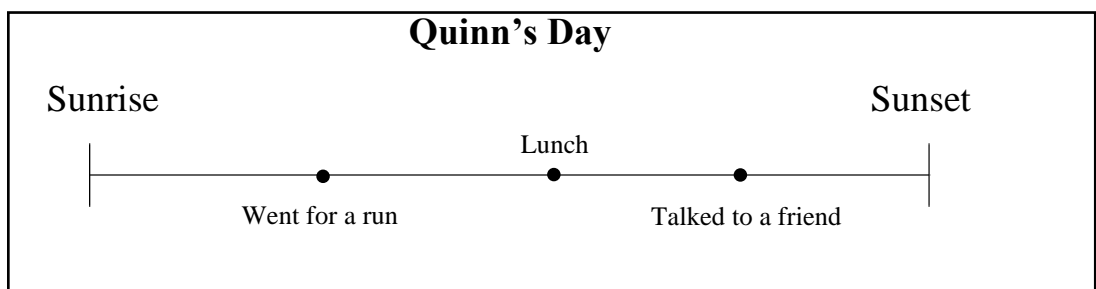 Quinn’s Day
Sunrise
Sunset
Lunch
Went for a run
Talked to a friend